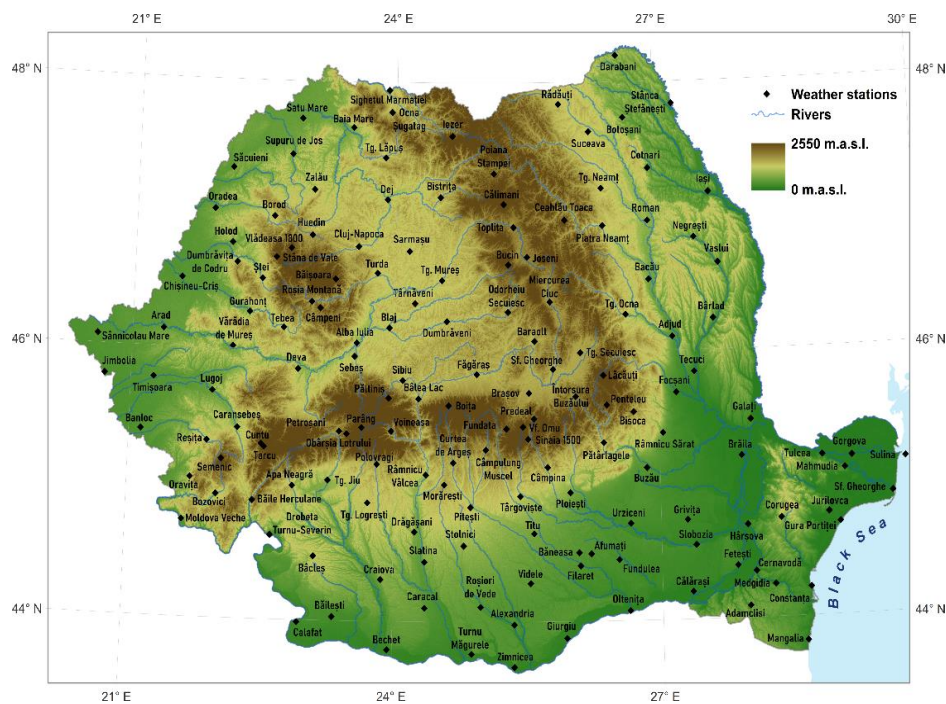 21° E 24° E 27° E 30° E
48° N 48° N
46° N 46° N
44° N 44° N
21° E 24° E 27° E
Weather stations
Rivers
2550 m.a.s.l.
0 m.a.s.l.
Darabani
Sighetul Marmației
Ocna
Șugatag
Rădăuți
Stânca
Ștefănești
Satu Mare
Baia Mare
Iezer
Botoșani
Suceava
Supuru de Jos
Tg. Lăpuș
Poiana
Stampei
Cotnari
Săcuieni
Zalău
Dej
Bistrița
Călimani
Tg. Neamț
Iași
Oradea
Borod
Huedin
Ceahlău Toaca
Roman
Holod
Vlădeasa 1800
Cluj-Napoca
Sarmașu
Toplița
Piatra Neamț
Negrești
Dumbrăvița
de Codru
Stâna de Vale
Vaslui
Ștei
Băișoara
Turda
Tg. Mureș
Bucin
Joseni
Bacău
Chișineu-Criș
Roșia Montană
Miercurea
Ciuc
Odorheiu
Secuiesc
Gurahonț
Câmpeni
Târnăveni
Tg. Ocna
Bârlad
Arad
Vărădia
de Mureș
Țebea
Alba Iulia
Blaj
Dumbrăveni
Baraolt
Adjud
Sânnicolau Mare
Jimbolia
Deva
Sebeș
Sibiu
Făgăraș
Sf. Gheorghe
Tg. Secuiesc
Tecuci
Timișoara
Lugoj
Păltiniș
Bâlea Lac
Brașov
Întorsura
Buzăului
Lăcăuți
Focșani
Banloc
Caransebeș
Petroșani
Parâng
Voineasa
Boița
Predeal
Penteleu
Bisoca
Galați
Reșița
Cuntu
Țarcu
Obârșia Lotrului
Fundata
Vf. Omu
Sinaia 1500
Râmnicu Sărat
Brăila
Gorgova
Tulcea
Sulina
Semenic
Polovragi
Curtea
de Argeș
Câmpulung
Muscel
Pătârlagele
Mahmudia
Oravița
Apa Neagră
Râmnicu
Vâlcea
Câmpina
Buzău
Sf. Gheorghe
Bozovici
Băile Herculane
Tg. Jiu
Morărești
Jurilovca
Moldova Veche
Drobeta
Turnu-Severin
Tg. Logrești
Drăgășani
Pitești
Târgoviște
Ploiești
Urziceni
Grivița
Corugea
Gura Portiței
Stolnici
Titu
Slobozia
Hârșova
Bâcleș
Craiova
Slatina
Băneasa
Afumați
Filaret
Fundulea
Fetești
Cernavodă
Roșiori
de Vede
Videle
Călărași
Medgidia
Constanța
Băilești
Caracal
Alexandria
Oltenița
Adamclisi
Calafat
Bechet
Turnu
Măgurele
Giurgiu
Mangalia
Zimnicea
Black Sea